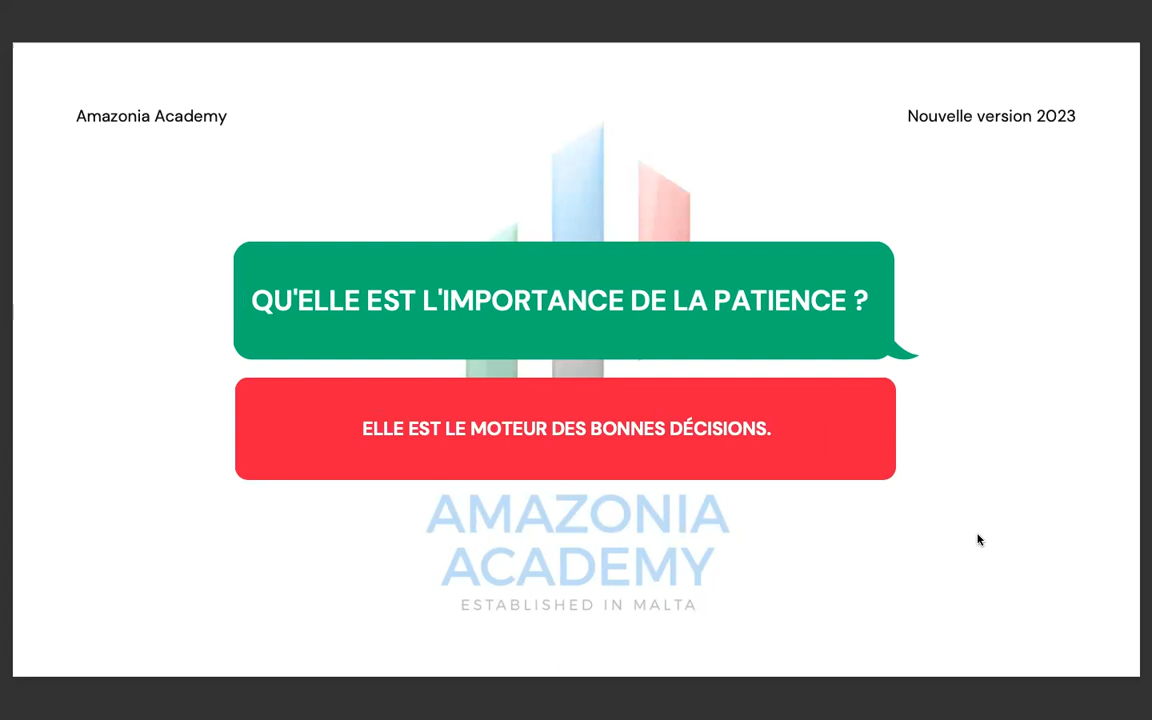 Amazonia Academy
Nouvelle version 2023
QU'ELLE EST L'IMPORTANCE DE LA PATIENCE ?
ELLE EST LE MOTEUR DES BONNES DÉCISIONS.
AMAZONIA
ACADEMY
ESTABLISHED IN MALTA